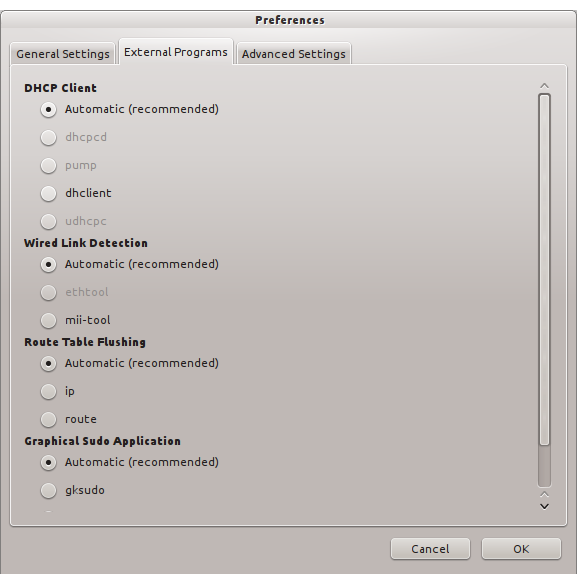 Preferences
General Settings
External Programs
Advanced Settings
DHCP Client
Automatic (recommended)
dhcpcd
pump
dhclient
udhcpc
Wired Link Detection
Automatic (recommended)
ethtool
mii-tool
Route Table Flushing
Automatic (recommended)
ip
route
Graphical Sudo Application
Automatic (recommended)
gksudo
Cancel
OK